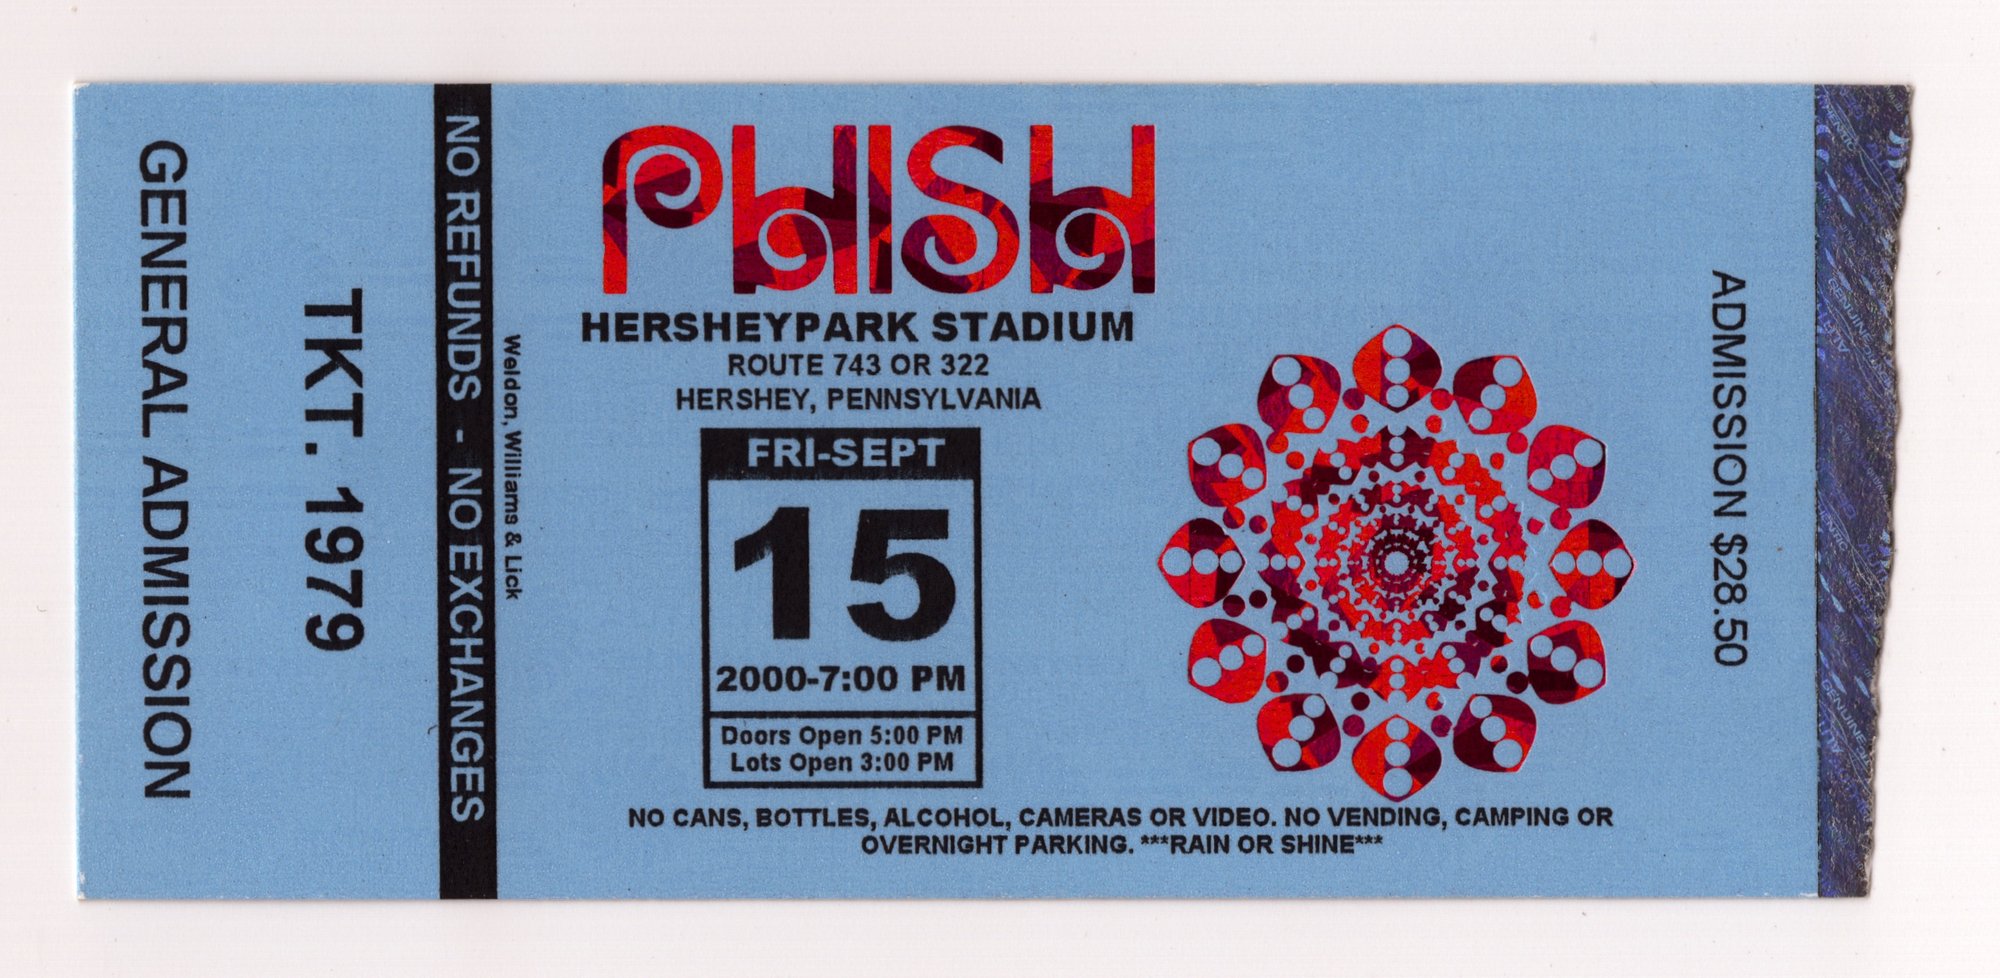 GENERAL ADMISSION
TKT. 1979
NO REFUNDS - NO EXCHANGES
Weldon, Williams & Lick
PHISH
HERSHEYPARK STADIUM
ROUTE 743 OR 322
HERSHEY, PENNSYLVANIA
FRI-SEPT
15
2000-7:00 PM
Doors Open 5:00 PM
Lots Open 3:00 PM
NO CANS, BOTTLES, ALCOHOL, CAMERAS OR VIDEO. NO VENDING, CAMPING OR
OVERNIGHT PARKING. ***RAIN OR SHINE***
ADMISSION $28.50
GENUINE